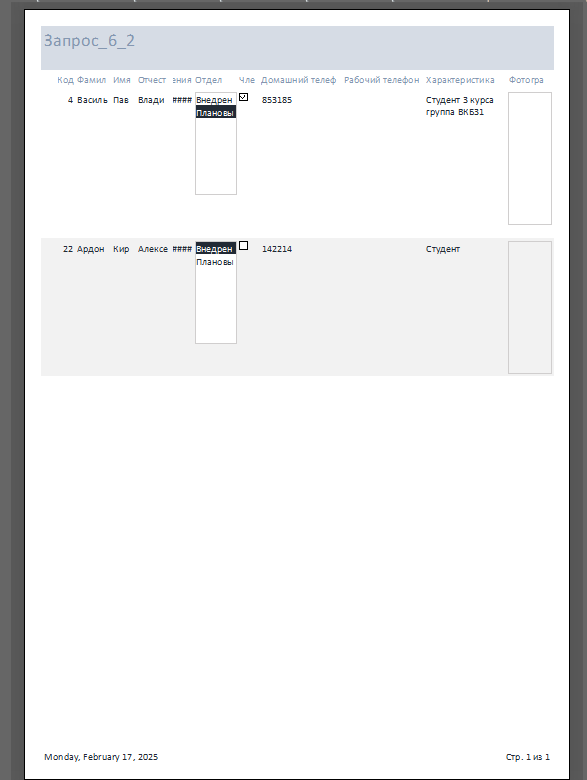 Запрос_6_2
Код Фамил Имя Отчест ения Отдел Чле Домашний телеф Рабочий телефон Характеристика Фотогра
4 Василь Пав Влади #### Внедрен 853185 Студент 3 курса
Плановы группа ВКБ31
22 Ардон Кир Алексе #### Внедрен 142214 Студент
Плановы
Monday, February 17, 2025 Стр. 1 из 1